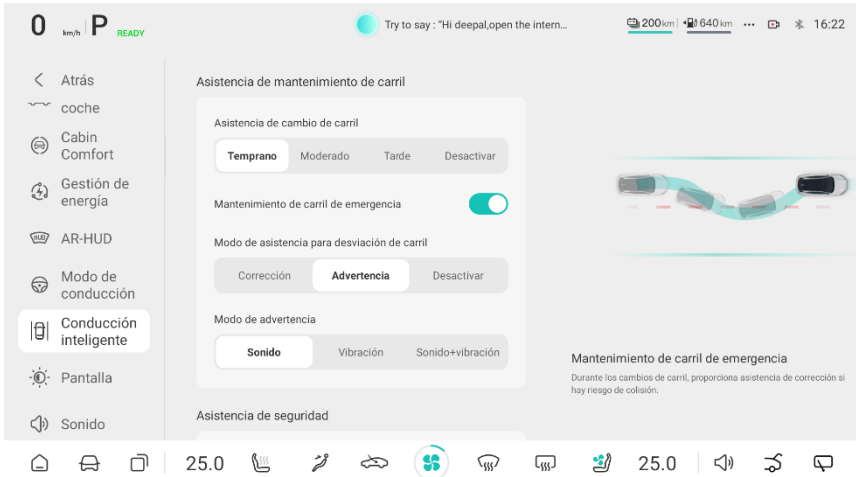 0 km/h P READY
Try to say : "Hi deepal,open the intern...
200km 640km ... 16:22
Atrás
coche
Cabin
Comfort
Gestión de
energía
HUD AR-HUD
Modo de
conducción
Conducción
inteligente
Pantalla
Sonido
Asistencia de mantenimiento de carril
Asistencia de cambio de carril
Temprano Moderado Tarde Desactivar
Mantenimiento de carril de emergencia
Modo de asistencia para desviación de carril
Corrección Advertencia Desactivar
Modo de advertencia
Sonido Vibración Sonido+vibración
Asistencia de seguridad
Mantenimiento de carril de emergencia
Durante los cambios de carril, proporciona asistencia de corrección si
hay riesgo de colisión.
25.0 25.0